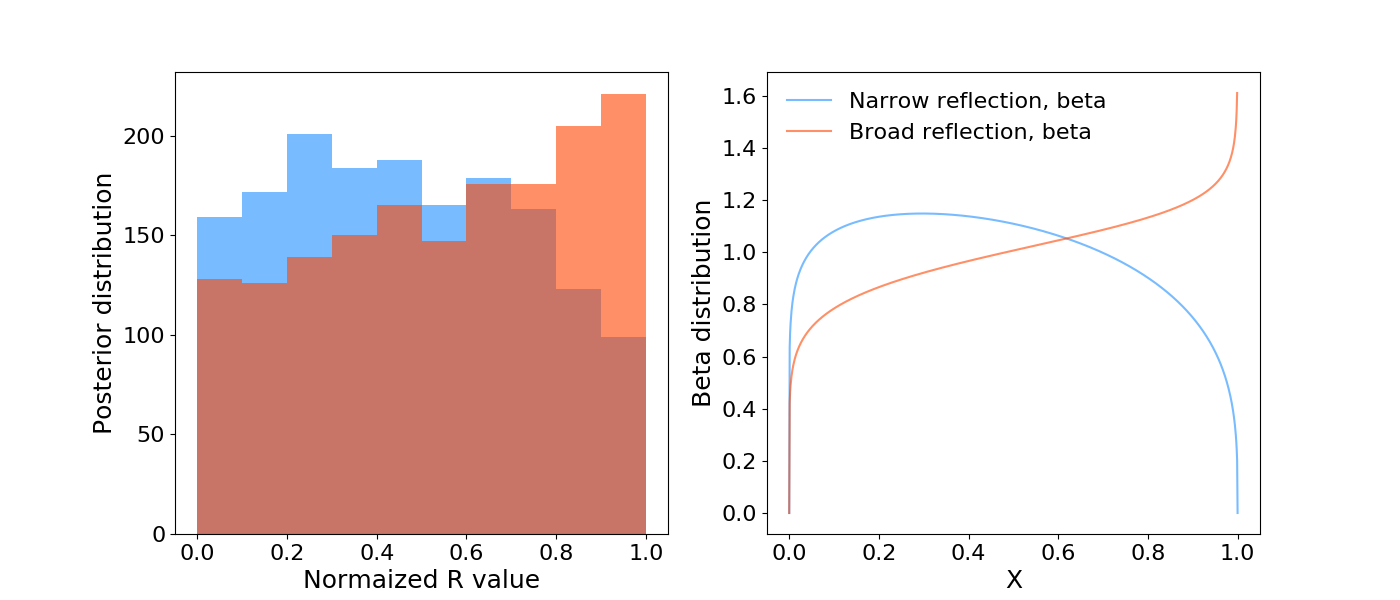 Posterior distribution
200
150
100
50
0
0.0 0.2 0.4 0.6 0.8 1.0
Normaized R value
Beta distribution
1.6
1.4
1.2
1.0
0.8
0.6
0.4
0.2
0.0
Narrow reflection, beta
Broad reflection, beta
0.0 0.2 0.4 0.6 0.8 1.0
X